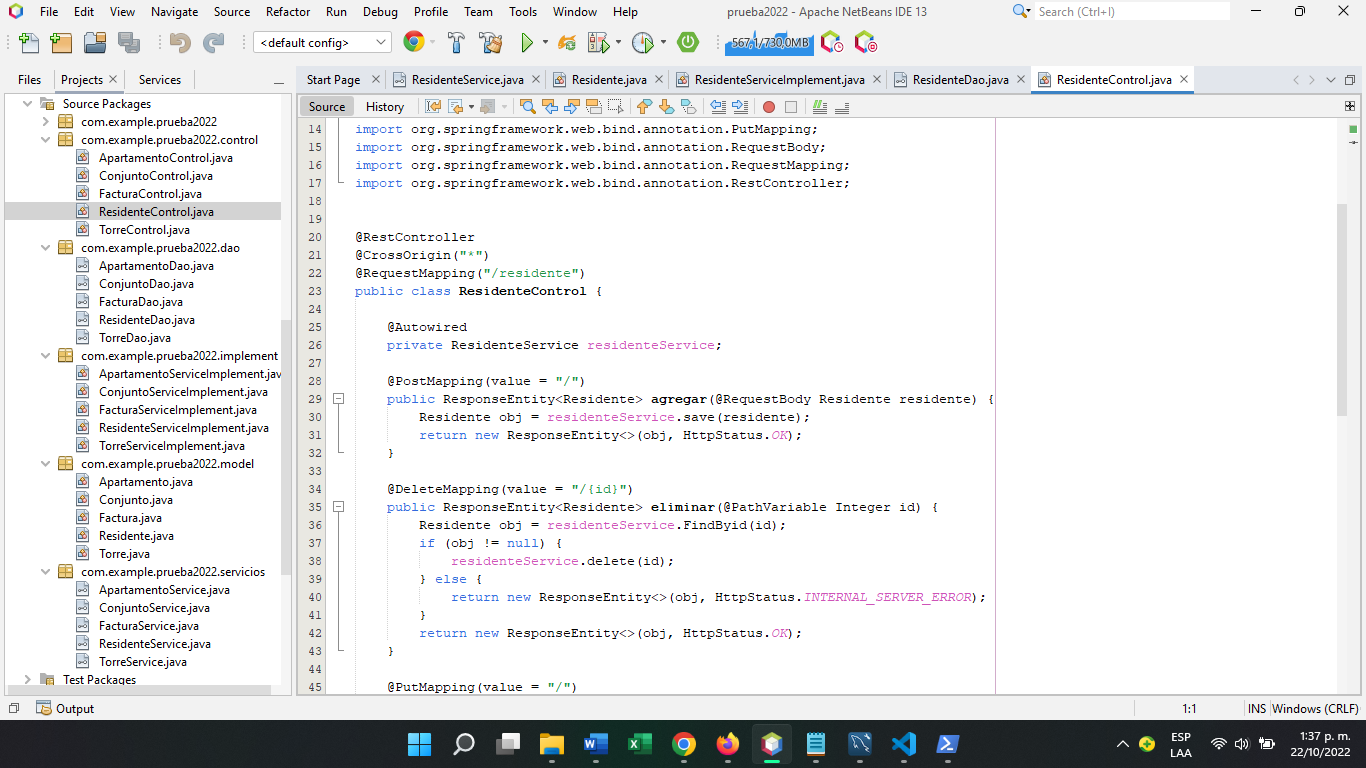 File Edit View Navigate Source Refactor Run Debug Profile Team Tools Window Help
prueba2022 - Apache NetBeans IDE 13
Search (Ctrl+I)
<default config>
567,1/730,0MB
Files Projects Services
Start Page ResidenteService.java Residente.java ResidenteServiceImplement.java ResidenteDao.java ResidenteControl.java
Source History
Source Packages
com.example.prueba2022
com.example.prueba2022.control
ApartamentoControl.java
ConjuntoControl.java
FacturaControl.java
ResidenteControl.java
TorreControl.java
com.example.prueba2022.dao
ApartamentoDao.java
ConjuntoDao.java
FacturaDao.java
ResidenteDao.java
TorreDao.java
com.example.prueba2022.implement
ApartamentoServiceImplement.jav
ConjuntoServiceImplement.java
FacturaServiceImplement.java
ResidenteServiceImplement.java
TorreServiceImplement.java
com.example.prueba2022.model
Apartamento.java
Conjunto.java
Factura.java
Residente.java
Torre.java
com.example.prueba2022.servicios
ApartamentoService.java
ConjuntoService.java
FacturaService.java
ResidenteService.java
TorreService.java
Test Packages
14 import org.springframework.web.bind.annotation.PutMapping;
15 import org.springframework.web.bind.annotation.RequestBody;
16 import org.springframework.web.bind.annotation.RequestMapping;
17 import org.springframework.web.bind.annotation.RestController;
18
19
20 @RestController
21 @CrossOrigin("*")
22 @RequestMapping("/residente")
23 public class ResidenteControl {
24
25 @Autowired
26 private ResidenteService residenteService;
27
28 @PostMapping(value = "/")
29 public ResponseEntity<Residente> agregar(@RequestBody Residente residente) {
30 Residente obj = residenteService.save(residente);
31 return new ResponseEntity<>(obj, HttpStatus.OK);
32 }
33
34 @DeleteMapping(value = "/{id}")
35 public ResponseEntity<Residente> eliminar(@PathVariable Integer id) {
36 Residente obj = residenteService.FindByid(id);
37 if (obj != null) {
38 residenteService.delete(id);
39 } else {
40 return new ResponseEntity<>(obj, HttpStatus.INTERNAL_SERVER_ERROR);
41 }
42 return new ResponseEntity<>(obj, HttpStatus.OK);
43 }
44
45 @PutMapping(value = "/")
Output
1:1 INS Windows (CRLF)
ESP
LAA
1:37 p. m.
22/10/2022